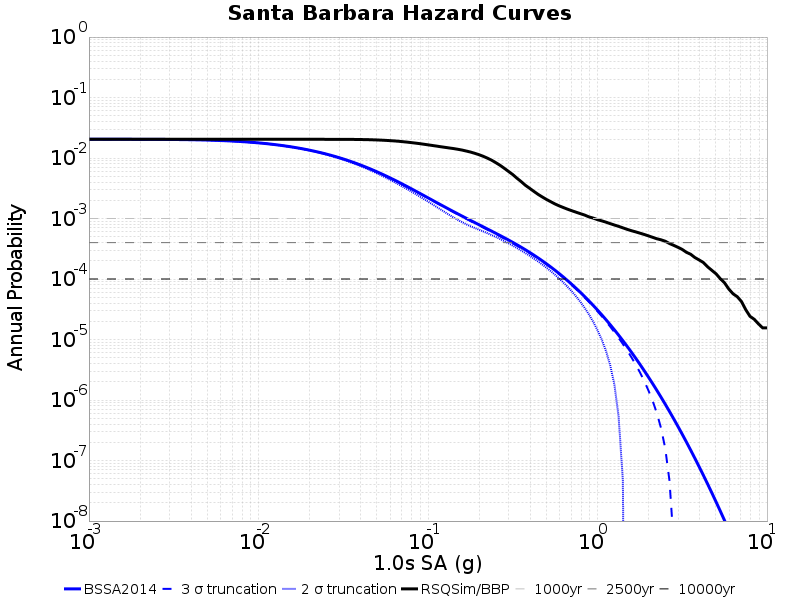 Santa Barbara Hazard Curves
10^0
10^-1
10^-2
10^-3
10^-4
10^-5
10^-6
10^-7
10^-8
Annual Probability
10^-3 10^-2 10^-1 10^0 10^1
1.0s SA (g)
BSSA2014 3 σ truncation 2 σ truncation RSQSim/BBP 1000yr 2500yr 10000yr